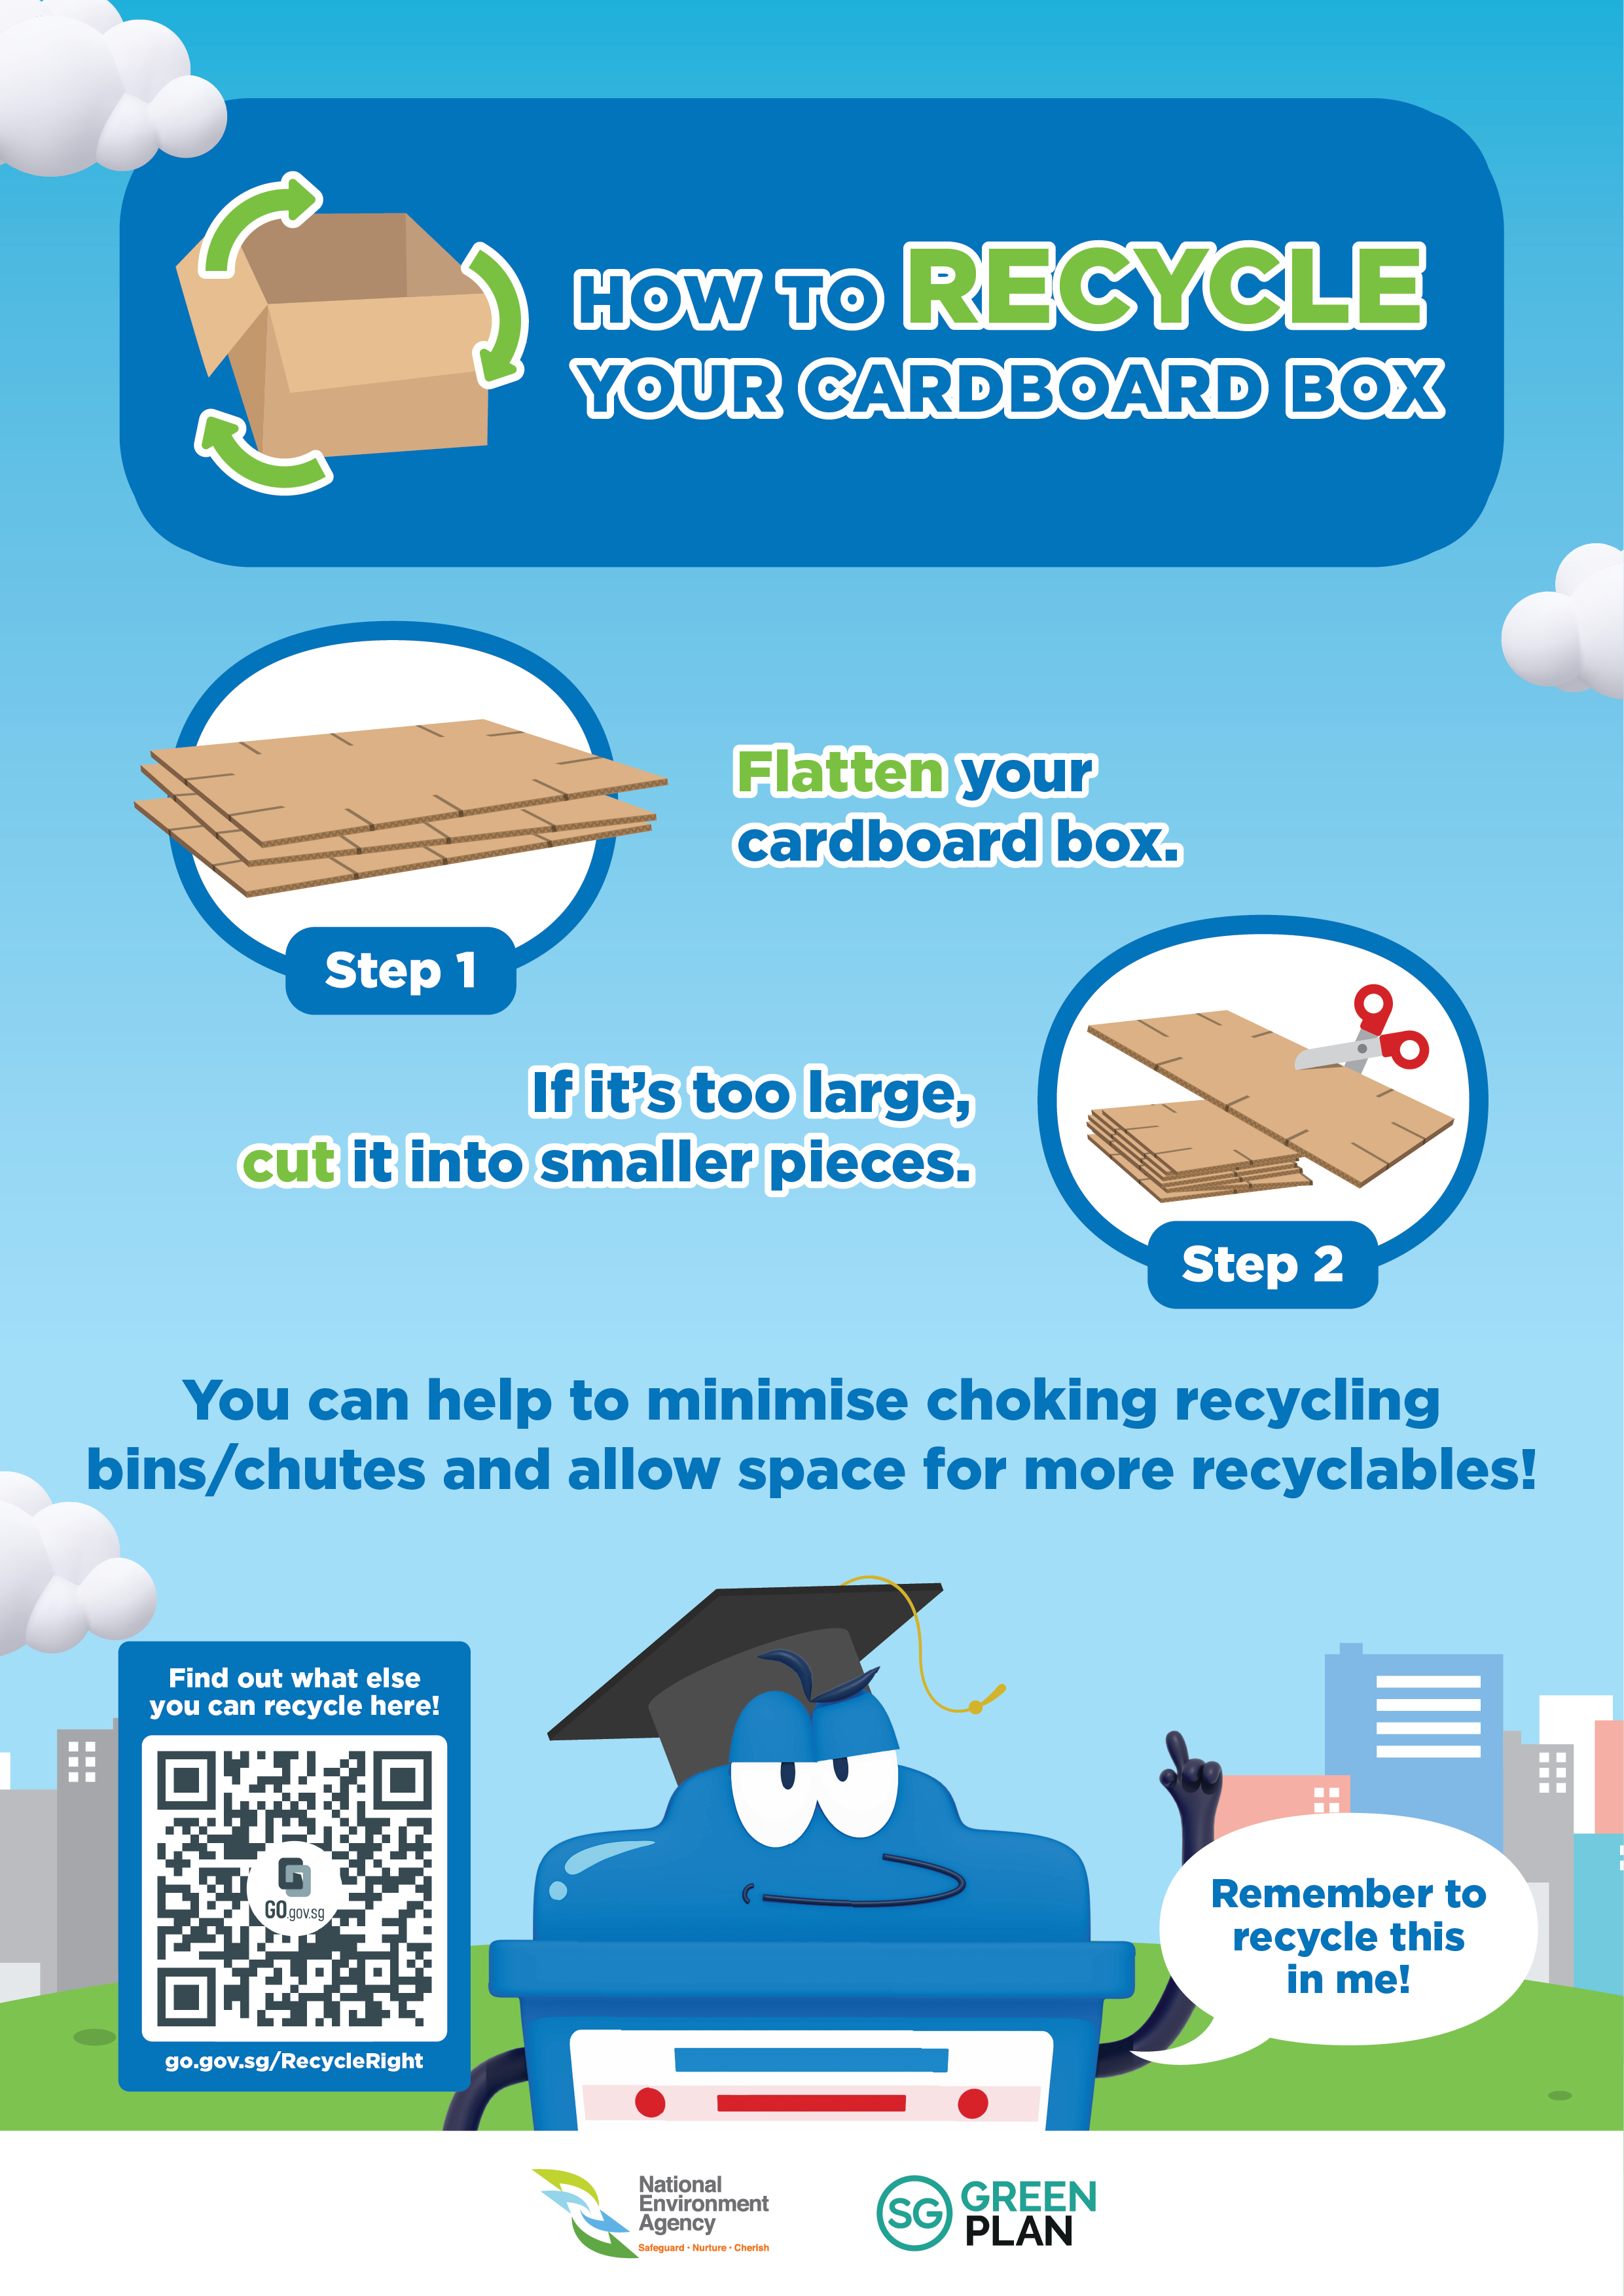 HOW TO RECYCLE
YOUR CARDBOARD BOX
Flatten your
cardboard box.
Step 1
If it's too large,
cut it into smaller pieces.
Step 2
You can help to minimise choking recycling
bins/chutes and allow space for more recyclables!
Find out what else
you can recycle here!
GO.gov.sg
go.gov.sg/RecycleRight
Remember to
recycle this
in me!
National
Environment
Agency
Safeguard · Nurture · Cherish
SG GREEN
PLAN